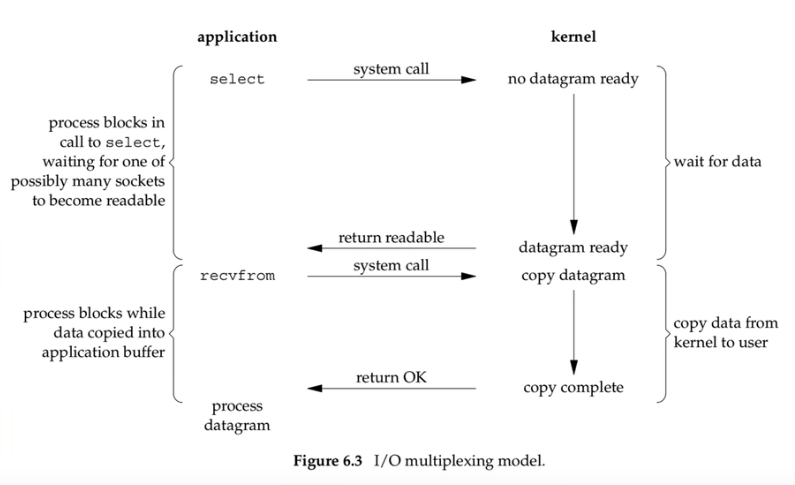 application
kernel
select
system call
no datagram ready
process blocks in
call to select,
waiting for one of
possibly many sockets
to become readable
wait for data
return readable
datagram ready
recvfrom
system call
copy datagram
process blocks while
data copied into
application buffer
copy data from
kernel to user
return OK
copy complete
process
datagram
Figure 6.3 I/O multiplexing model.